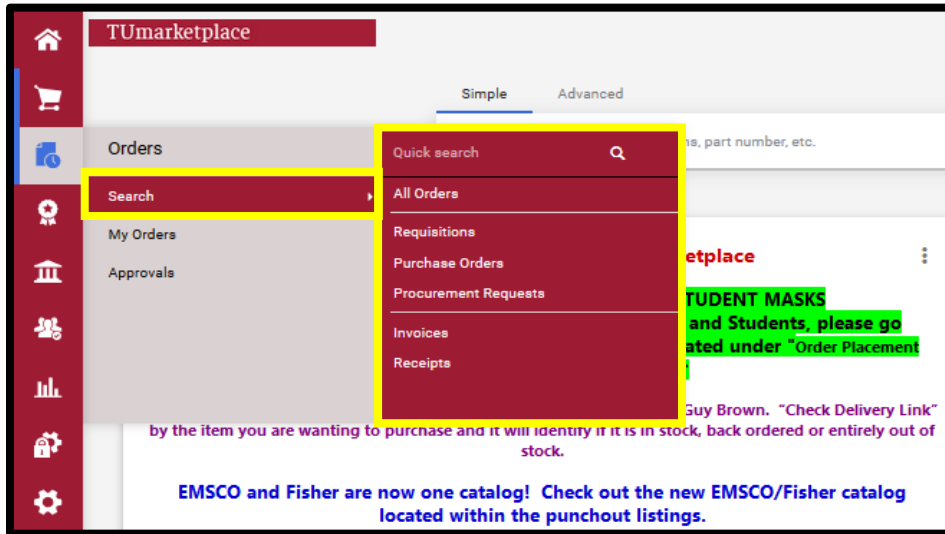 TUmarketplace
Simple Advanced
Orders
Search
My Orders
Approvals
Quick search
All Orders
Requisitions
Purchase Orders
Procurement Requests
Invoices
Receipts
, part number, etc.
etplace
TUDENT MASKS
and Students, please go
ated under "Order Placement
Guy Brown. "Check Delivery Link"
by the item you are wanting to purchase and it will identify if it is in stock, back ordered or entirely out of
stock.
EMSCO and Fisher are now one catalog! Check out the new EMSCO/Fisher catalog
located within the punchout listings.